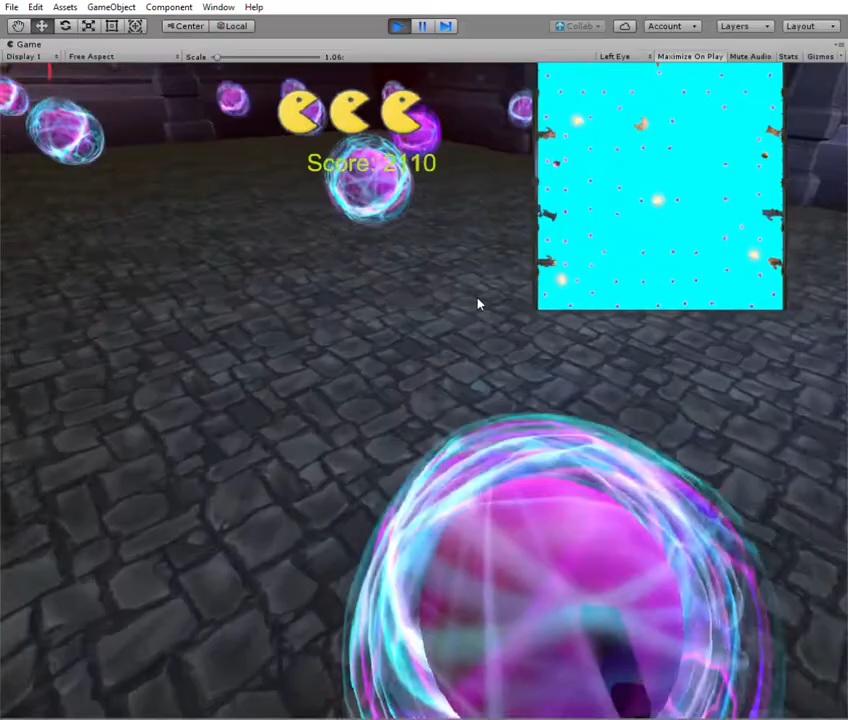 File Edit Assets GameObject Component Window Help
Center Local Collab Account Layers Layout
Game
Display 1 Free Aspect Scale 1.06x Left Eye Maximize On Play Mute Audio Stats Gizmos
Score: 2110